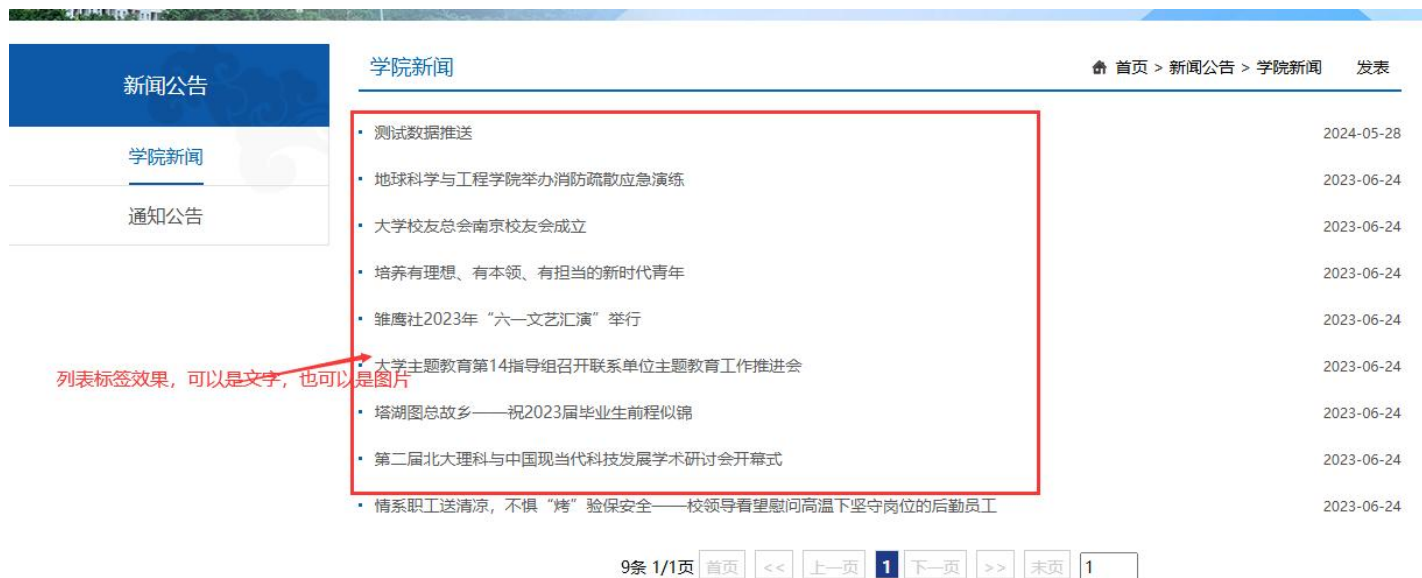 新闻公告
学院新闻
通知公告
学院新闻
首页 > 新闻公告 > 学院新闻 发表
测试数据推送 2024-05-28
地球科学与工程学院举办消防疏散应急演练 2023-06-24
大学校友总会南京校友会成立 2023-06-24
培养有理想、有本领、有担当的新时代青年 2023-06-24
雏鹰社2023年“六一文艺汇演”举行 2023-06-24
大学主题教育第14指导组召开联系单位主题教育工作推进会 2023-06-24
列表标签效果，可以是文字，也可以是图片
塔湖图总故乡——祝2023届毕业生前程似锦 2023-06-24
第二届北大理科与中国现当代科技发展学术研讨会开幕式 2023-06-24
情系职工送清凉，不惧“烤”验保安全——校领导看望慰问高温下坚守岗位的后勤员工 2023-06-24
9条 1/1页 首页 << 上一页 1 下一页 >> 末页 1